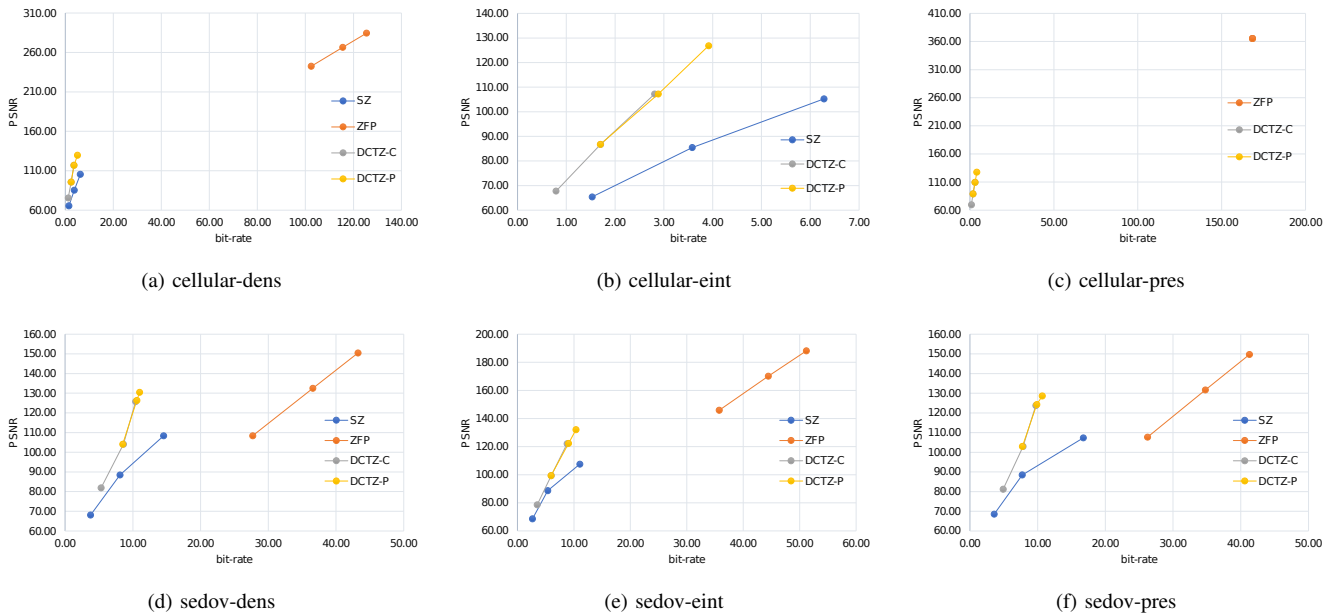 310.00
260.00
210.00
160.00
110.00
60.00
PSNR
0.00 20.00 40.00 60.00 80.00 100.00 120.00 140.00
bit-rate
SZ
ZFP
DCTZ-C
DCTZ-P
(a) cellular-dens
140.00
130.00
120.00
110.00
100.00
90.00
80.00
70.00
60.00
PSNR
0.00 1.00 2.00 3.00 4.00 5.00 6.00 7.00
bit-rate
SZ
DCTZ-C
DCTZ-P
(b) cellular-eint
410.00
360.00
310.00
260.00
210.00
160.00
110.00
60.00
PSNR
0.00 50.00 100.00 150.00 200.00
bit-rate
ZFP
DCTZ-C
DCTZ-P
(c) cellular-pres
160.00
150.00
140.00
130.00
120.00
110.00
100.00
90.00
80.00
70.00
60.00
PSNR
0.00 10.00 20.00 30.00 40.00 50.00
bit-rate
SZ
ZFP
DCTZ-C
DCTZ-P
(d) sedov-dens
200.00
180.00
160.00
140.00
120.00
100.00
80.00
60.00
PSNR
0.00 10.00 20.00 30.00 40.00 50.00 60.00
bit-rate
SZ
ZFP
DCTZ-C
DCTZ-P
(e) sedov-eint
160.00
150.00
140.00
130.00
120.00
110.00
100.00
90.00
80.00
70.00
60.00
PSNR
0.00 10.00 20.00 30.00 40.00 50.00
bit-rate
SZ
ZFP
DCTZ-C
DCTZ-P
(f) sedov-pres